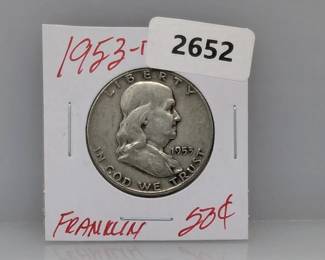 1953-
2652
LIBERTY
1953
IN GOD WE TRUST
FRANKLIN
50¢